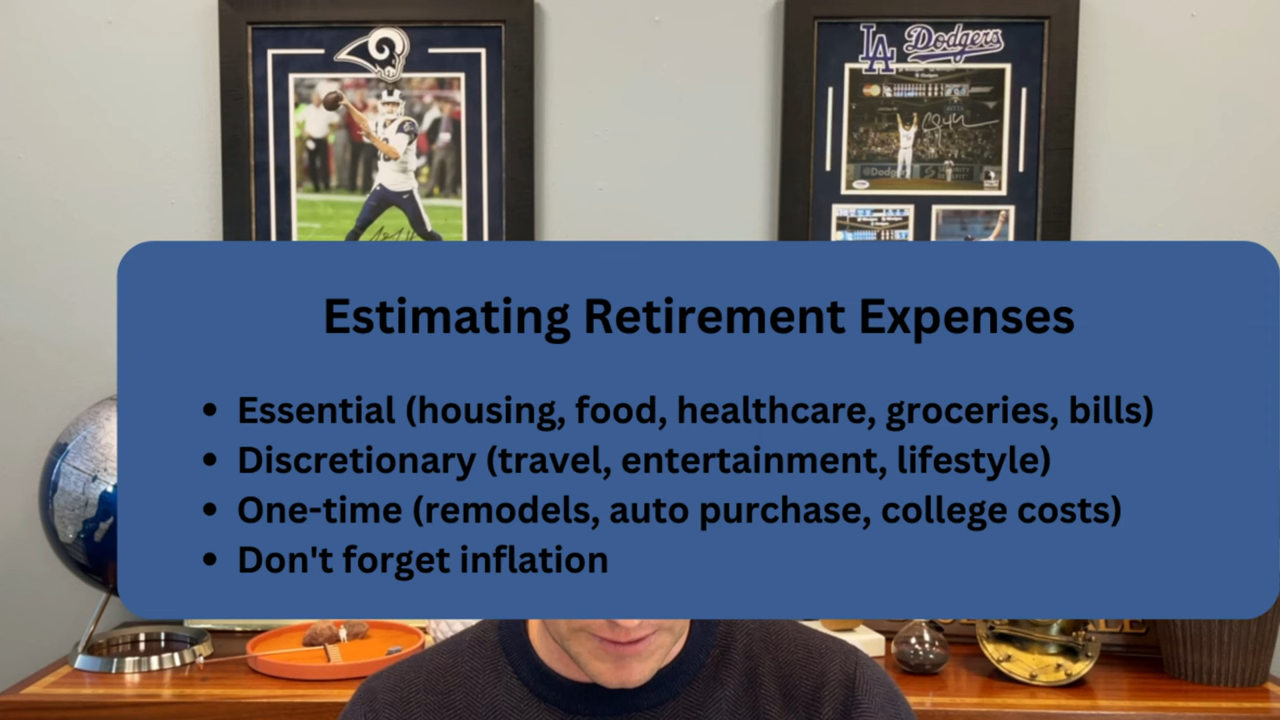 LA Dodgers
Estimating Retirement Expenses
• Essential (housing, food, healthcare, groceries, bills)
• Discretionary (travel, entertainment, lifestyle)
• One-time (remodels, auto purchase, college costs)
• Don't forget inflation